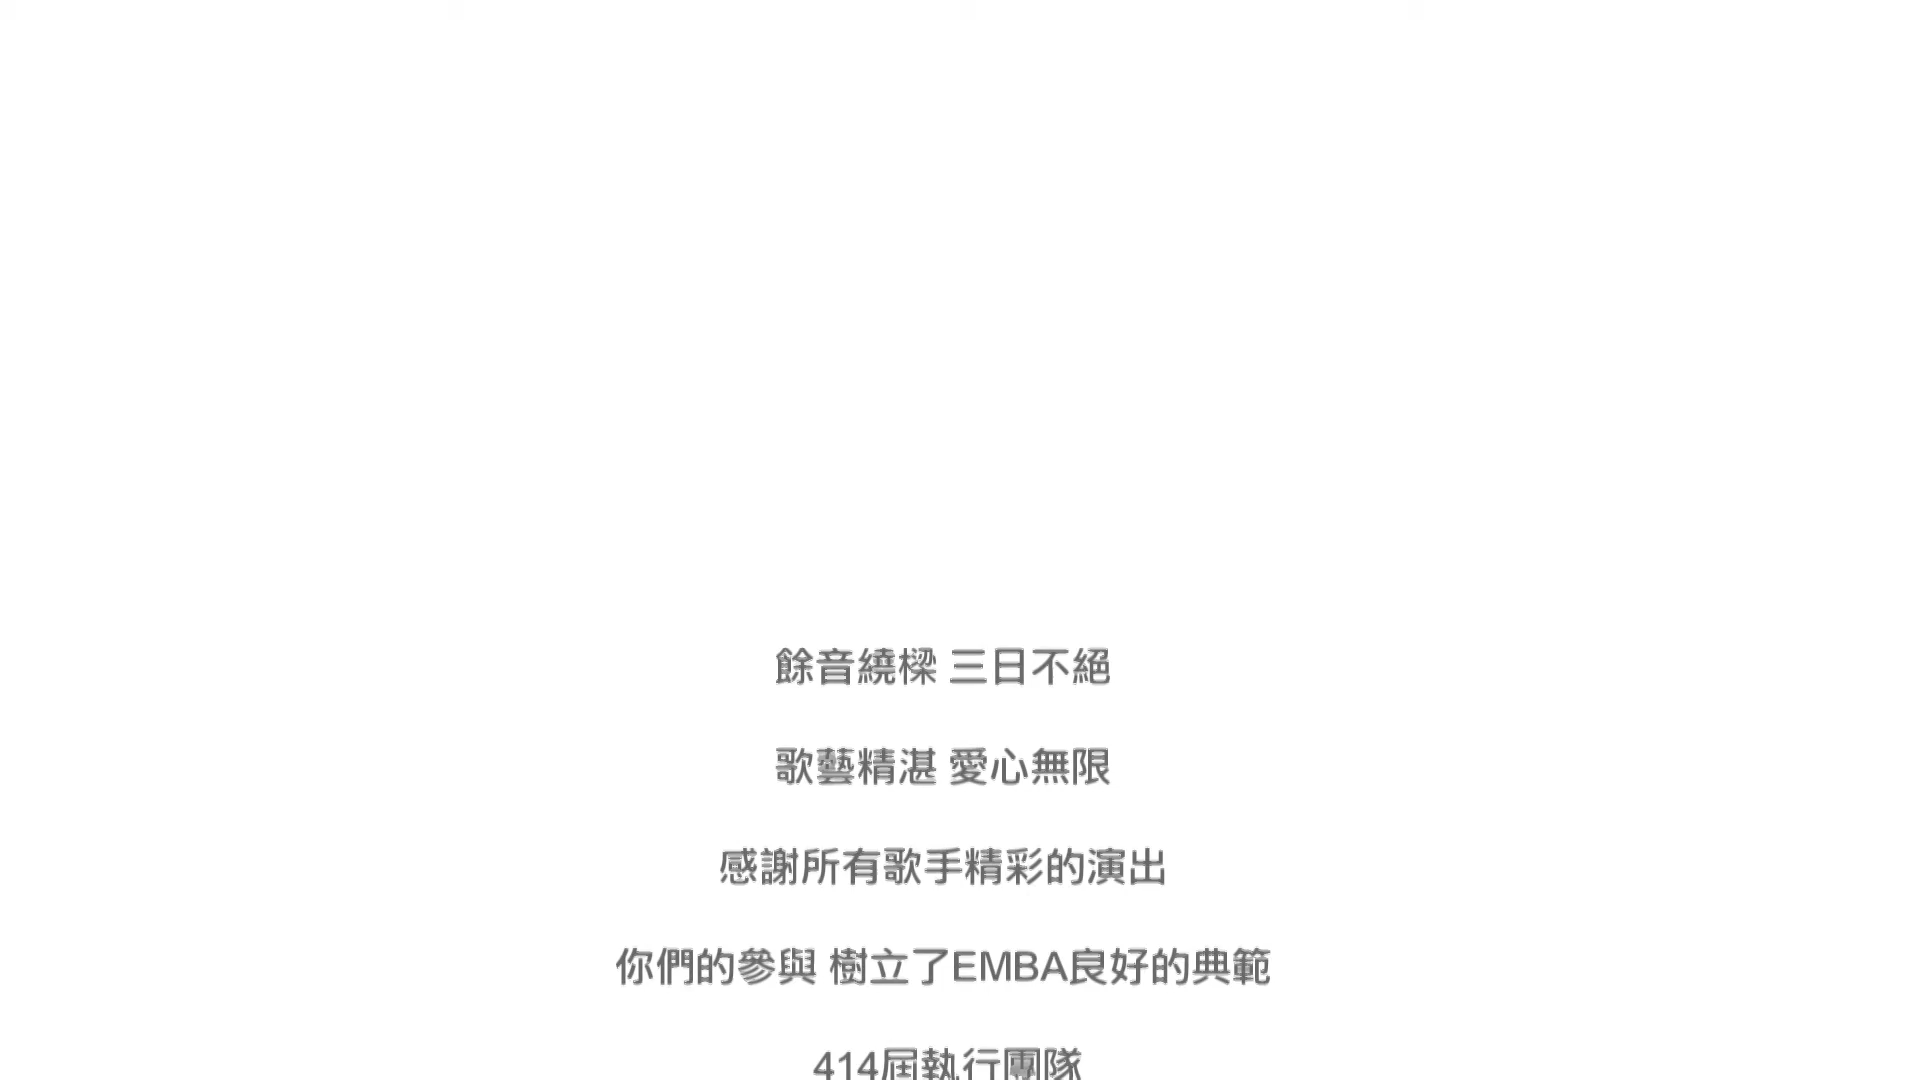 餘音繞樑 三日不絕
歌藝精湛 愛心無限
感謝所有歌手精彩的演出
你們的參與 樹立了EMBA良好的典範
414屆執行團隊